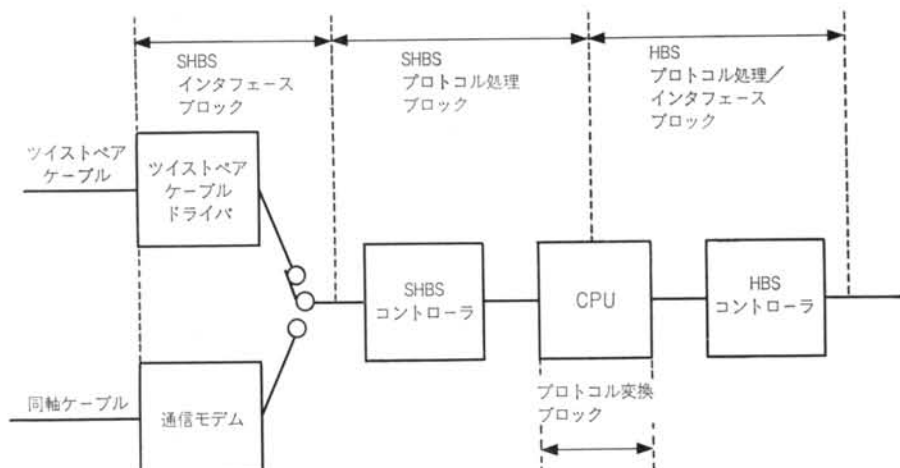 SHBS
インタフェース
ブロック
SHBS
プロトコル処理
ブロック
HBS
プロトコル処理／
インタフェース
ブロック
ツイストペア
ケーブル
ツイストペア
ケーブル
ドライバ
SHBS
コントローラ
CPU
HBS
コントローラ
同軸ケーブル
通信モデム
プロトコル変換
ブロック